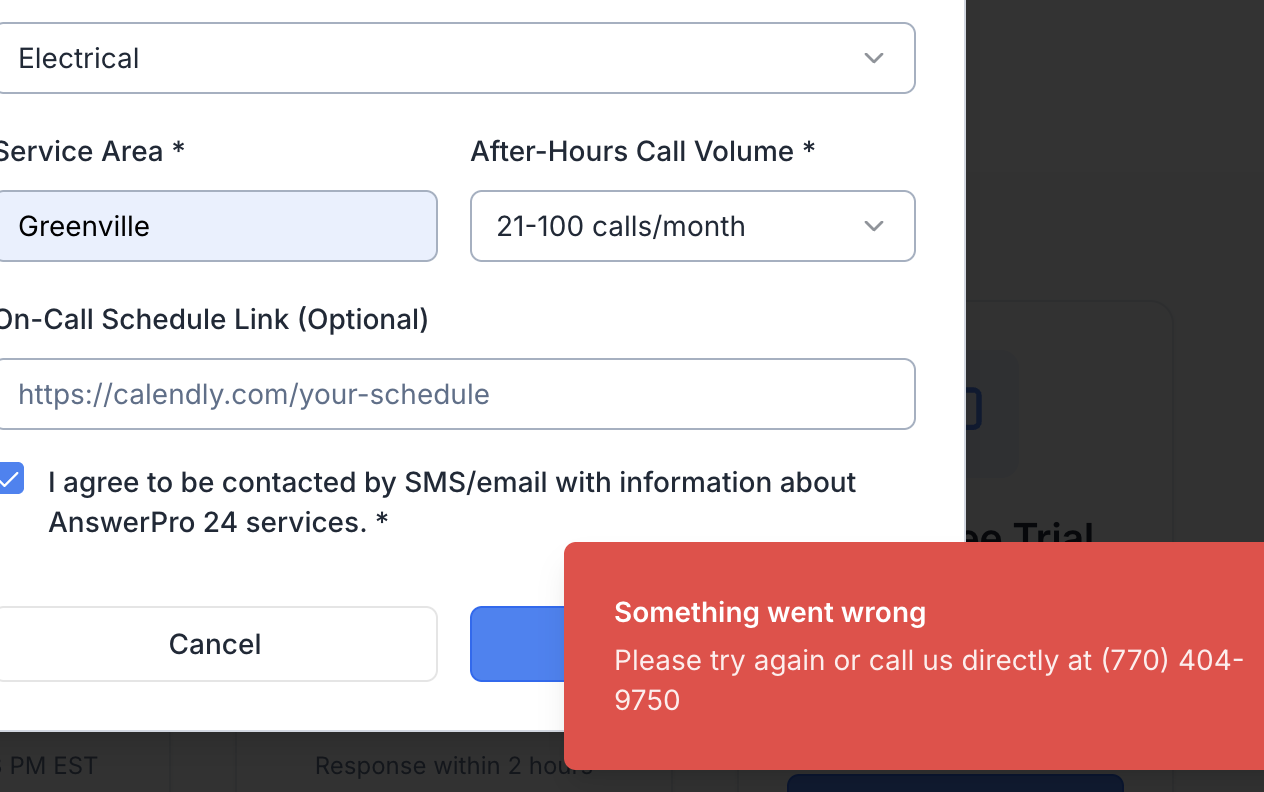 Electrical
Service Area *
After-Hours Call Volume *
Greenville
21-100 calls/month
On-Call Schedule Link (Optional)
https://calendly.com/your-schedule
I agree to be contacted by SMS/email with information about
AnswerPro 24 services. *
ee Trial
Cancel
Something went wrong
Please try again or call us directly at (770) 404-
9750
PM EST
Response within 2 hours